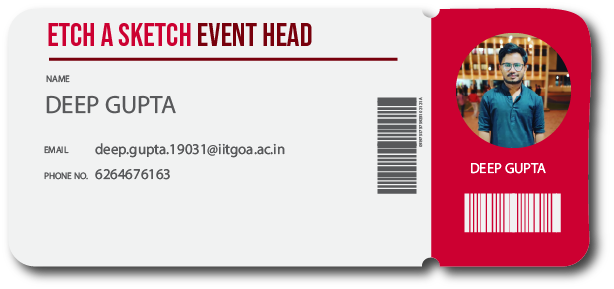 ETCH A SKETCH EVENT HEAD
NAME
DEEP GUPTA
EMAIL deep.gupta.19031@iitgoa.ac.in
PHONE NO. 6264676163
DEEP GUPTA